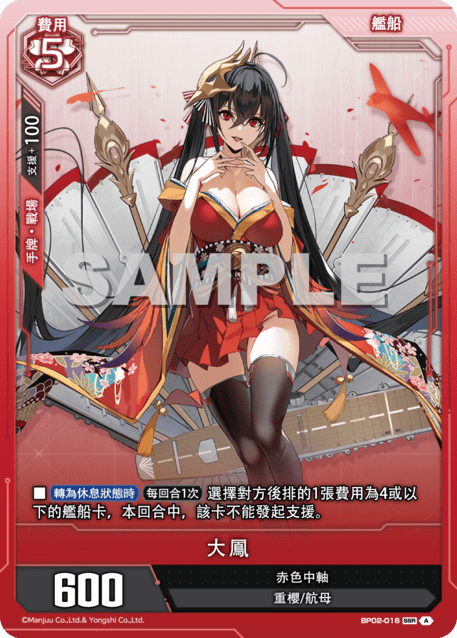 費用
5
艦船
支援+100
手牌・戰場
SAMPLE
■ 轉為休息狀態時 每回合1次 選擇對方後排的1張費用為4或以
下的艦船卡，本回合中，該卡不能發起支援。
大鳳
600
赤色中軸
重櫻/航母
©Manjuu Co.,Ltd.& Yongshi Co.,Ltd.
BP02-016 SSR A